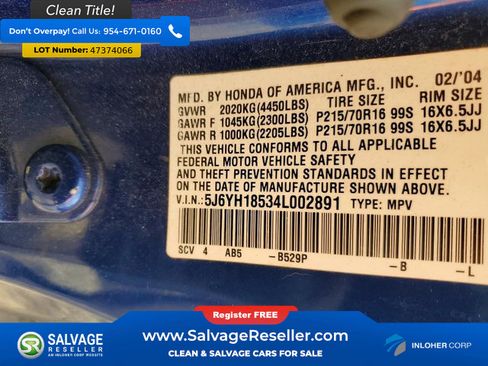 Clean Title!
Don't Overpay! Call Us: 954-671-0160
LOT Number: 47374066
MFD. BY HONDA OF AMERICA MFG., INC. 02/'04
GVWR 2020KG(4450LBS) TIRE SIZE RIM SIZE
GAWR F 1045KG(2300LBS) P215/70R16 99S 16X6.5JJ
GAWR R 1000KG(2205LBS) P215/70R16 99S 16X6.5JJ
THIS VEHICLE CONFORMS TO ALL APPLICABLE
FEDERAL MOTOR VEHICLE SAFETY
AND THEFT PREVENTION STANDARDS IN EFFECT
ON THE DATE OF MANUFACTURE SHOWN ABOVE.
V.I.N: 5J6YH18534L002891 TYPE: MPV
SCV 4 AB5 -B529P -B -L
Register FREE!
SALVAGE RESELLER
AN INLOHER CORP WEBSITE
www.SalvageReseller.com
CLEAN & SALVAGE CARS FOR SALE
INLOHER CORP